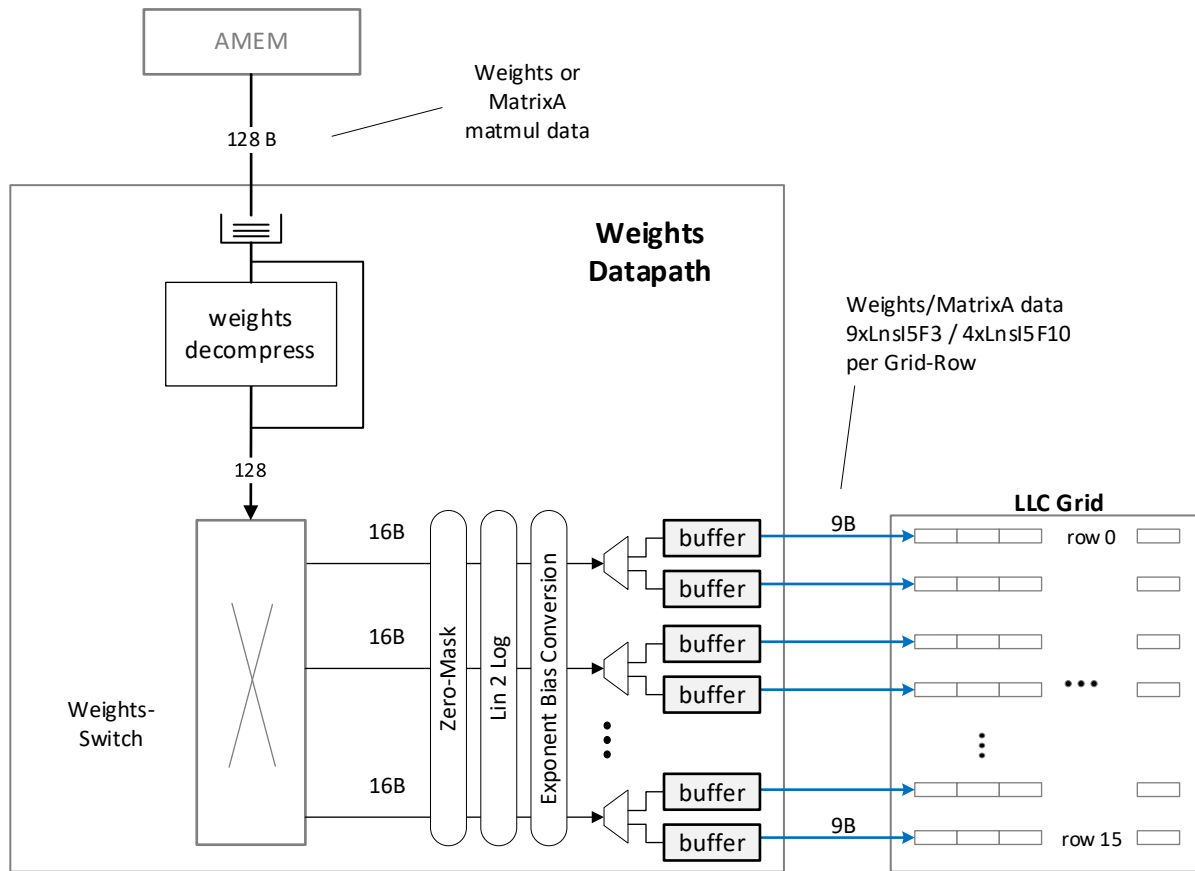 AMEM
Weights or
MatrixA
matmul data
128 B
Weights
Datapath
weights
decompress
Weights/MatrixA data
9xLnsI5F3 / 4xLnsI5F10
per Grid-Row
128
LLC Grid
16B
buffer
9B
row 0
buffer
16B
buffer
buffer
Weights-
Switch
Zero-Mask
Lin 2 Log
Exponent Bias Conversion
16B
buffer
buffer
9B
row 15